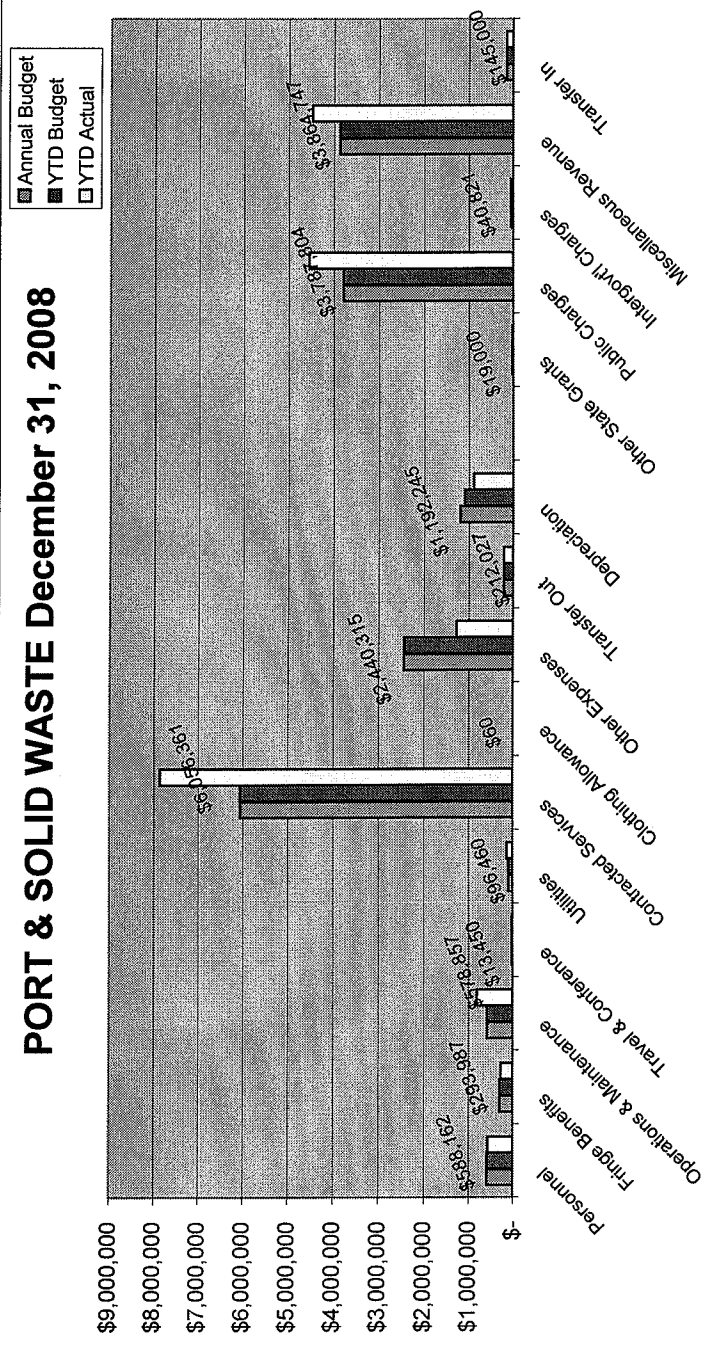 PORT & SOLID WASTE December 31, 2008
Annual Budget
YTD Budget
YTD Actual
$9,000,000
$8,000,000
$7,000,000
$6,000,000
$5,000,000
$4,000,000
$3,000,000
$2,000,000
$1,000,000
$-
$588,162
$293,987
$578,857
$13,450
$96,460
$6,056,361
$60
$2,440,315
$212,027
$1,192,245
$19,000
$3,787,804
$40,821
$3,864,747
$145,000
Personnel
Fringe Benefits
Operations & Maintenance
Travel & Conference
Utilities
Contracted Services
Clothing Allowance
Other Expenses
Transfer Out
Depreciation
Other State Grants
Public Charges
Intergov'l Charges
Miscellaneous Revenue
Transfer In